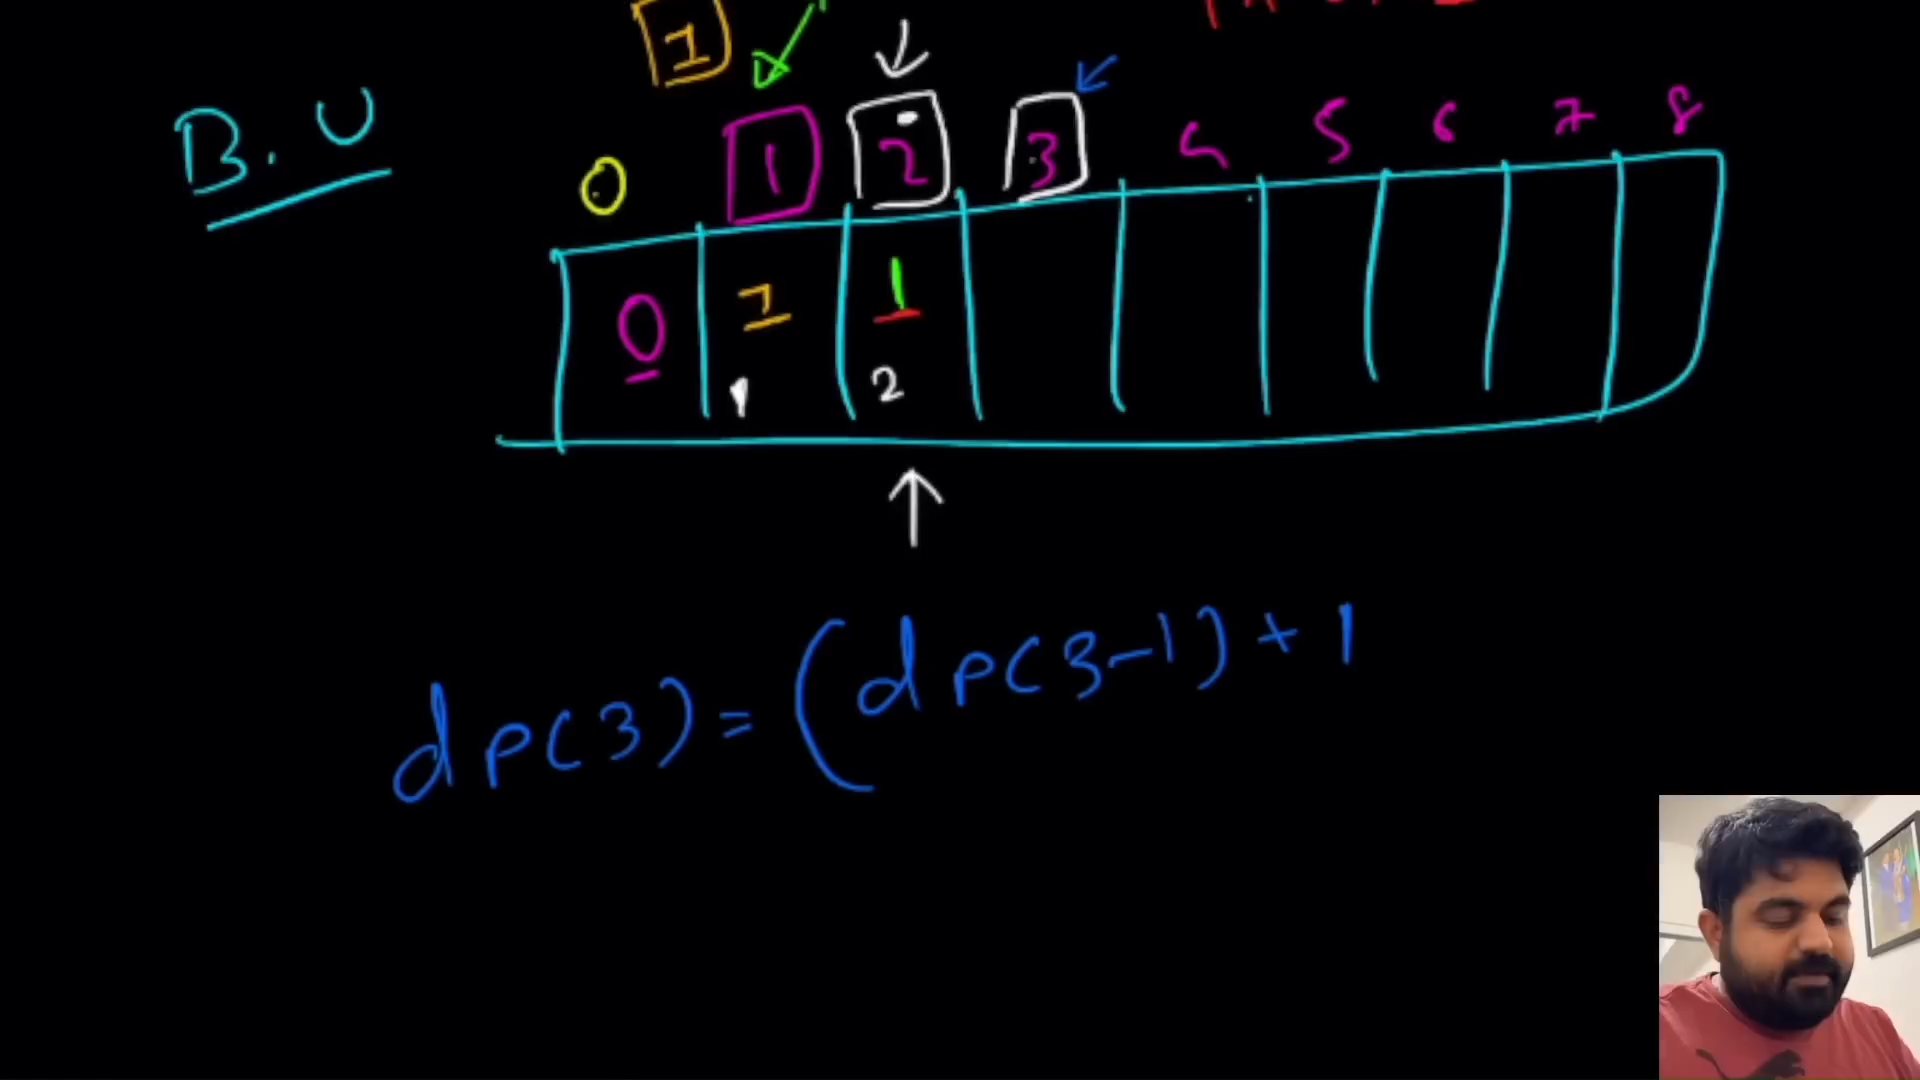 1
B.U
0 1 2 3 4 5 6 7 8
0 1 1
1 2
dp(3) = (dp(3-1) + 1